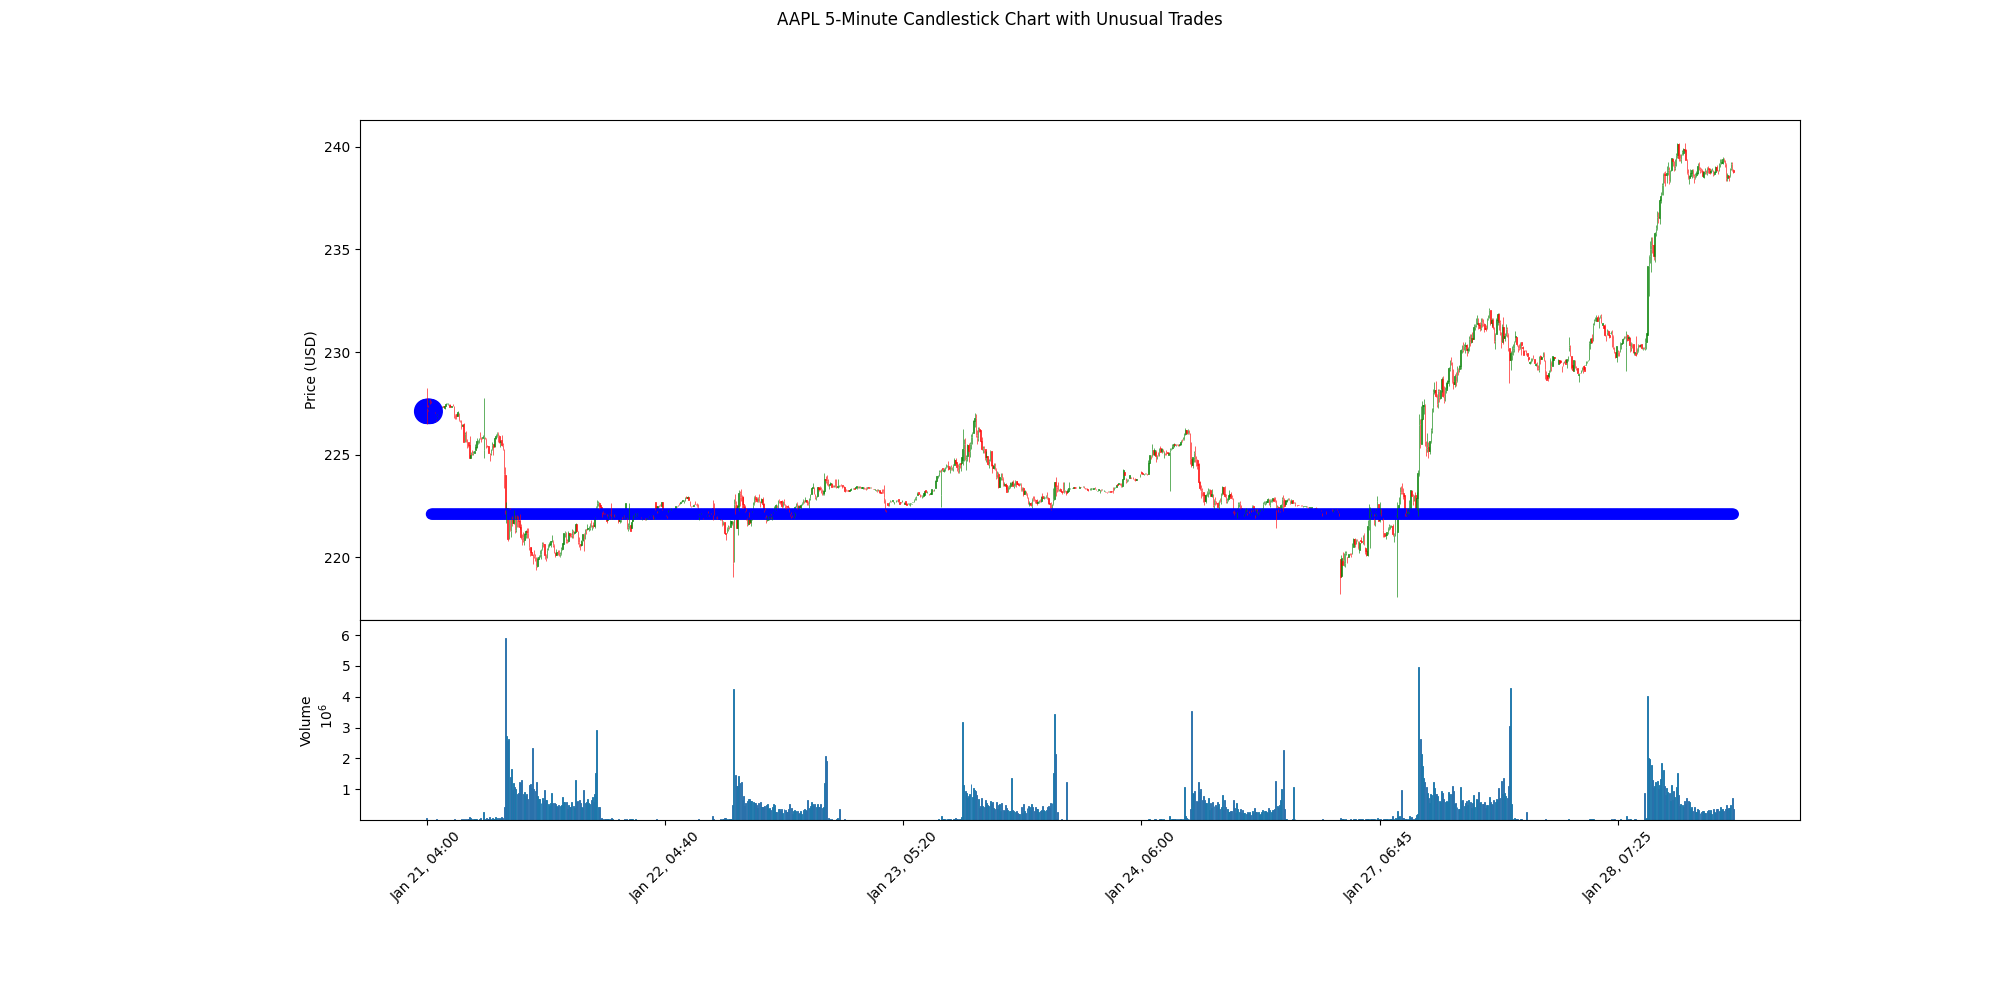 AAPL 5-Minute Candlestick Chart with Unusual Trades
240
235
230
225
220
Price (USD)
6
5
4
3
2
1
Volume
10^6
Jan 21, 04:00
Jan 22, 04:40
Jan 23, 05:20
Jan 24, 06:00
Jan 27, 06:45
Jan 28, 07:25